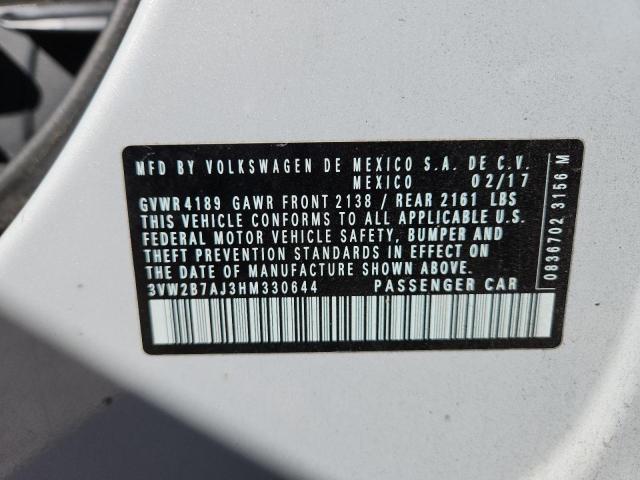 MFD BY VOLKSWAGEN DE MEXICO S.A. DE C.V.
MEXICO 02/17
GVWR 4189 GAWR FRONT 2138 / REAR 2161 LBS
THIS VEHICLE CONFORMS TO ALL APPLICABLE U.S.
FEDERAL MOTOR VEHICLE SAFETY, BUMPER AND
THEFT PREVENTION STANDARDS IN EFFECT ON
THE DATE OF MANUFACTURE SHOWN ABOVE.
3VW2B7AJ3HM330644 PASSENGER CAR
0836702 3156 M